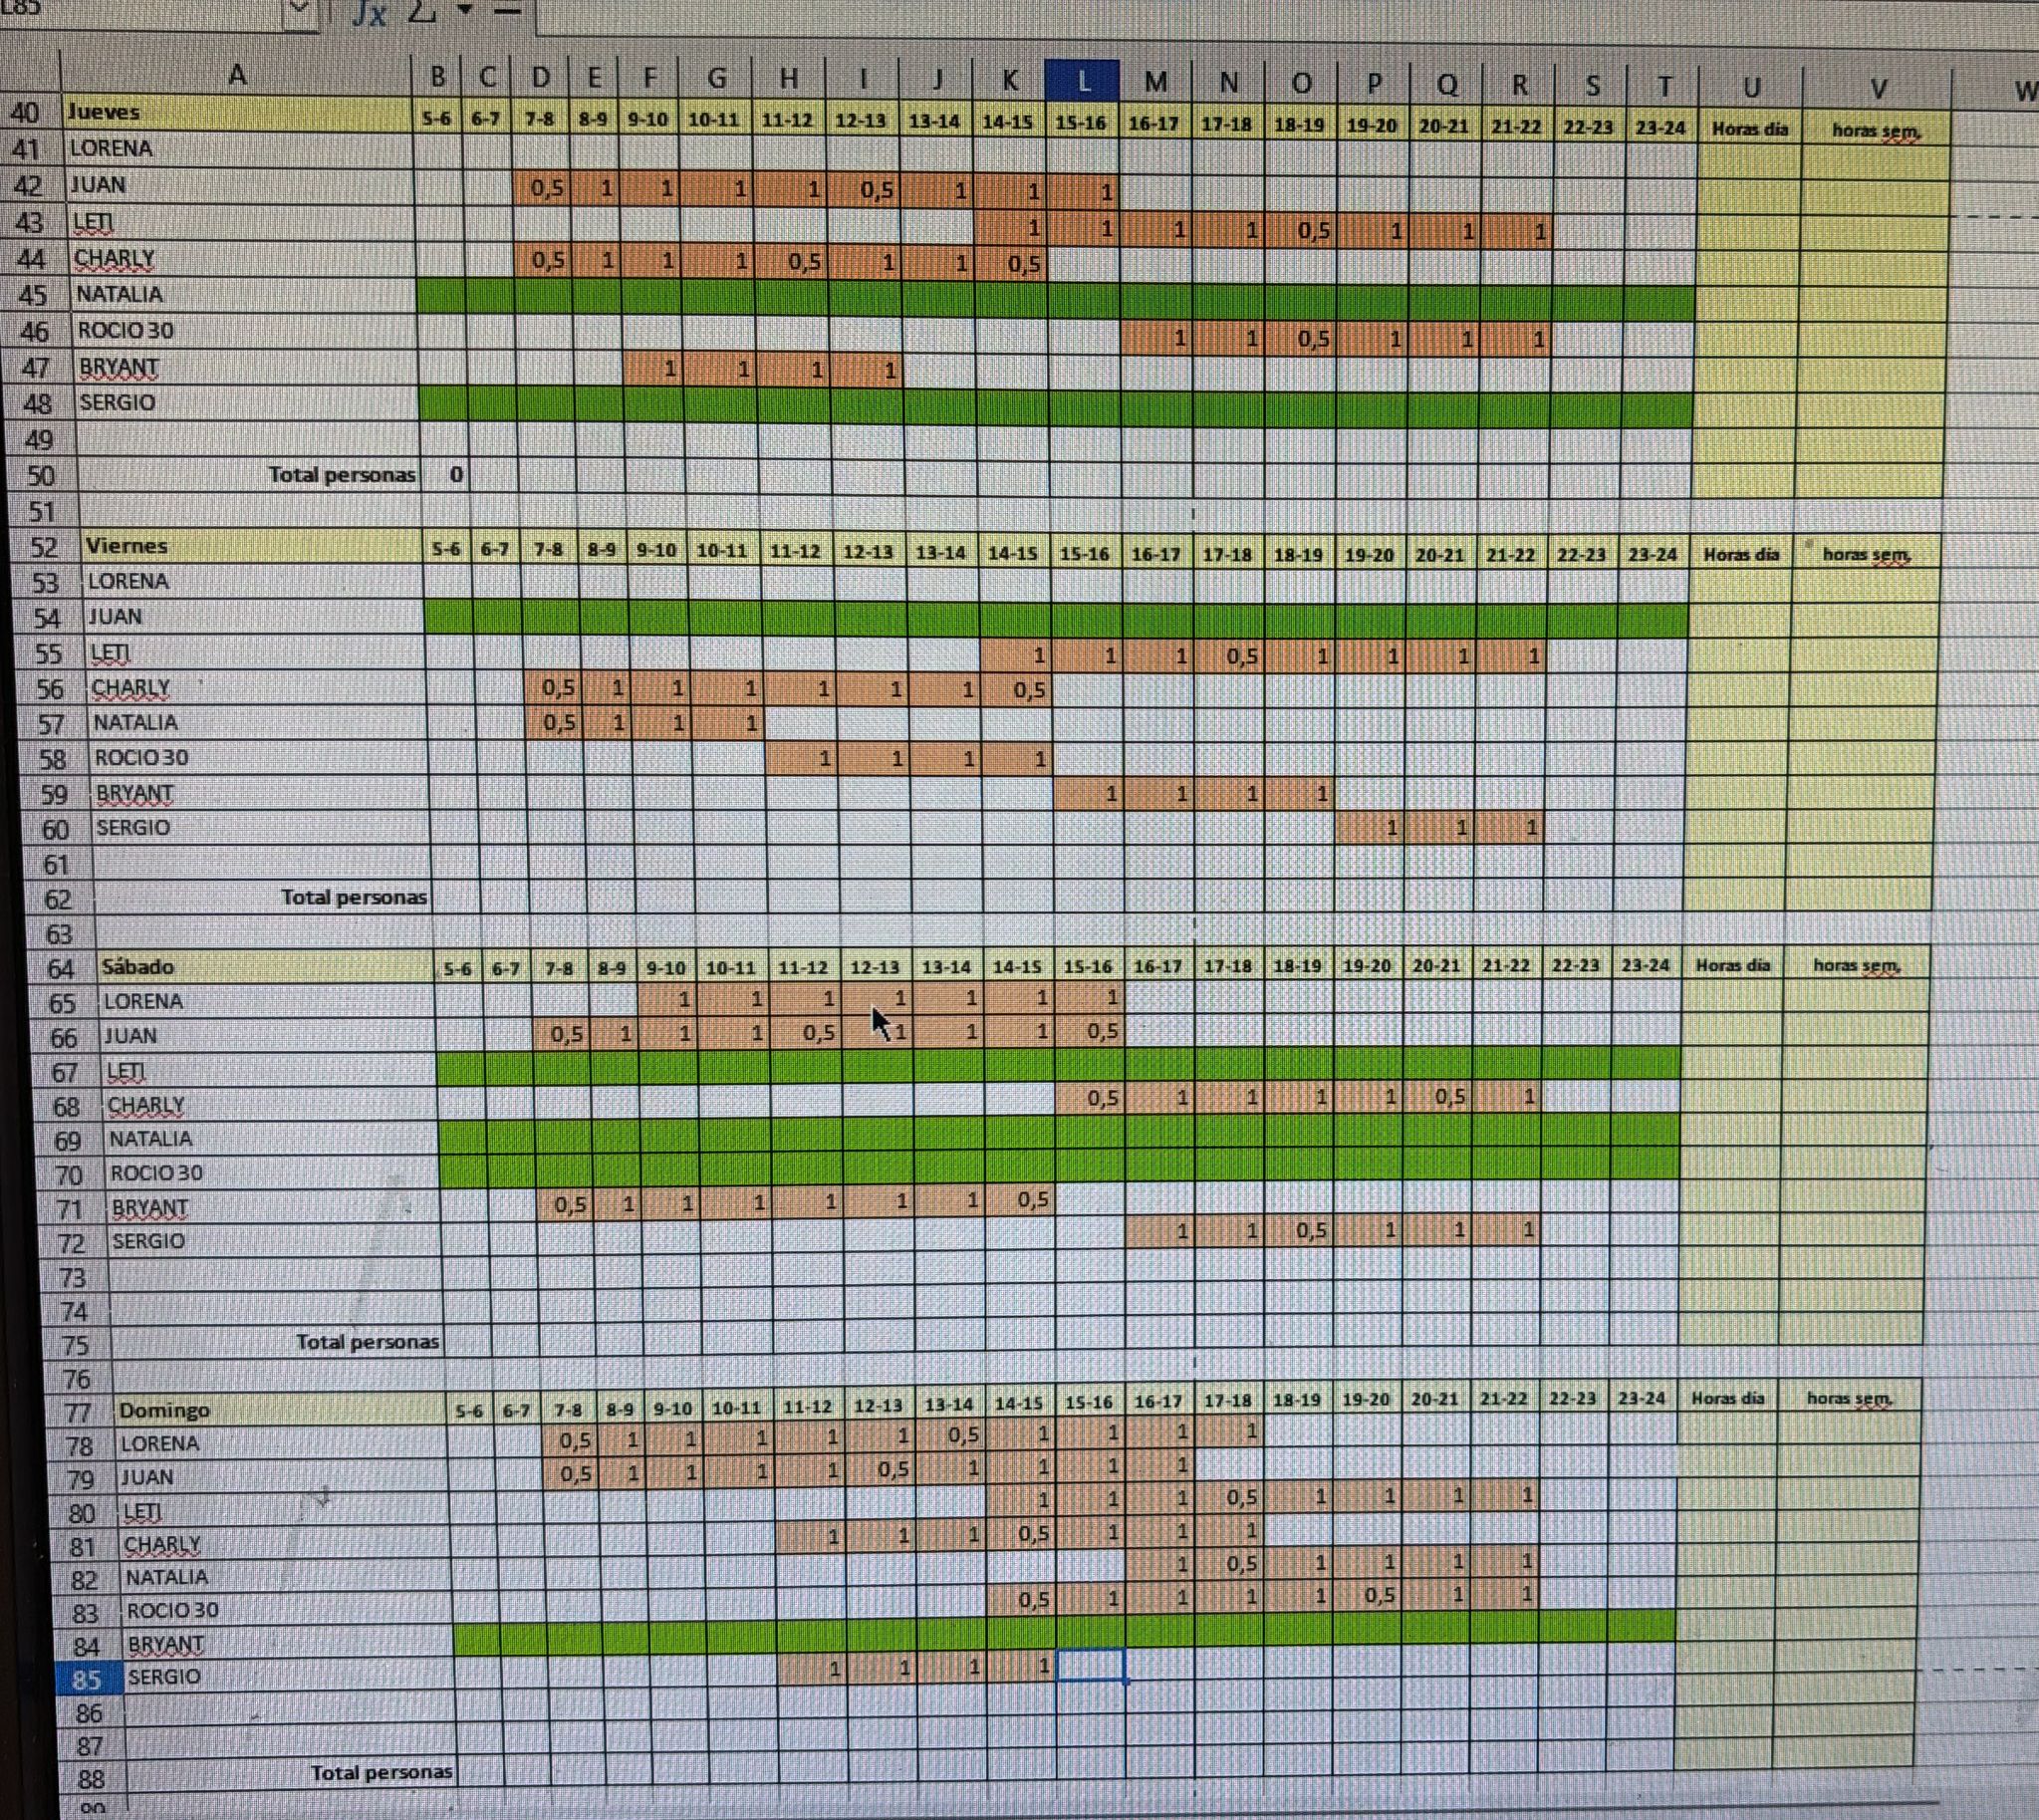 L85 fx Σ
A B C D E F G H I J K L M N O P Q R S T U V W
40 Jueves 5-6 6-7 7-8 8-9 9-10 10-11 11-12 12-13 13-14 14-15 15-16 16-17 17-18 18-19 19-20 20-21 21-22 22-23 23-24 Horas dia horas sem,
41 LORENA
42 JUAN 0,5 1 1 1 1 0,5 1 1 1
43 LETI 1 1 1 1 0,5 1 1 1
44 CHARLY 0,5 1 1 1 0,5 1 1 0,5
45 NATALIA
46 ROCIO 30 1 1 0,5 1 1 1
47 BRYANT 1 1 1 1
48 SERGIO
49
50 Total personas 0
51
52 Viernes 5-6 6-7 7-8 8-9 9-10 10-11 11-12 12-13 13-14 14-15 15-16 16-17 17-18 18-19 19-20 20-21 21-22 22-23 23-24 Horas dia horas sem,
53 LORENA
54 JUAN
55 LETI 1 1 1 0,5 1 1 1 1
56 CHARLY 0,5 1 1 1 1 1 1 0,5
57 NATALIA 0,5 1 1 1
58 ROCIO 30 1 1 1 1
59 BRYANT 1 1 1 1
60 SERGIO 1 1 1
61
62 Total personas
63
64 Sábado 5-6 6-7 7-8 8-9 9-10 10-11 11-12 12-13 13-14 14-15 15-16 16-17 17-18 18-19 19-20 20-21 21-22 22-23 23-24 Horas dia horas sem,
65 LORENA 1 1 1 1 1 1 1
66 JUAN 0,5 1 1 1 0,5 1 1 1 0,5
67 LETI
68 CHARLY 0,5 1 1 1 1 0,5 1
69 NATALIA
70 ROCIO 30
71 BRYANT 0,5 1 1 1 1 1 1 0,5
72 SERGIO 1 1 0,5 1 1 1
73
74
75 Total personas
76
77 Domingo 5-6 6-7 7-8 8-9 9-10 10-11 11-12 12-13 13-14 14-15 15-16 16-17 17-18 18-19 19-20 20-21 21-22 22-23 23-24 Horas dia horas sem,
78 LORENA 0,5 1 1 1 1 1 0,5 1 1 1 1
79 JUAN 0,5 1 1 1 1 0,5 1 1 1 1
80 LETI 1 1 1 0,5 1 1 1 1
81 CHARLY 1 1 1 0,5 1 1 1
82 NATALIA 1 0,5 1 1 1 1
83 ROCIO 30 0,5 1 1 1 1 0,5 1 1
84 BRYANT
85 SERGIO 1 1 1 1
86
87
88 Total personas